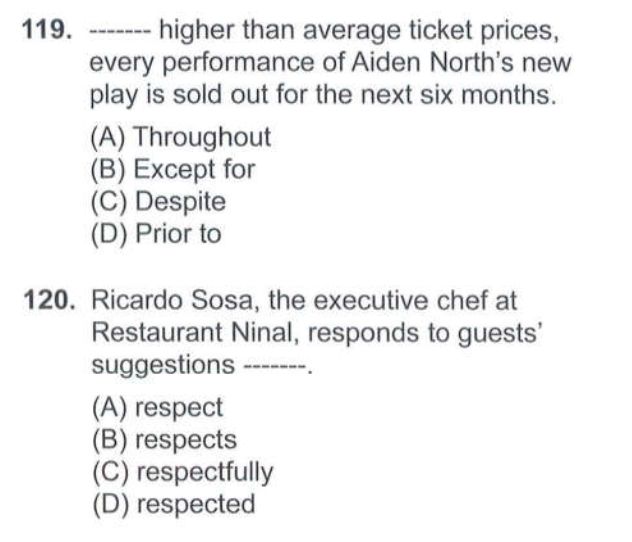 119. ------- higher than average ticket prices,
every performance of Aiden North's new
play is sold out for the next six months.
(A) Throughout
(B) Except for
(C) Despite
(D) Prior to
120. Ricardo Sosa, the executive chef at
Restaurant Ninal, responds to guests'
suggestions -------.
(A) respect
(B) respects
(C) respectfully
(D) respected